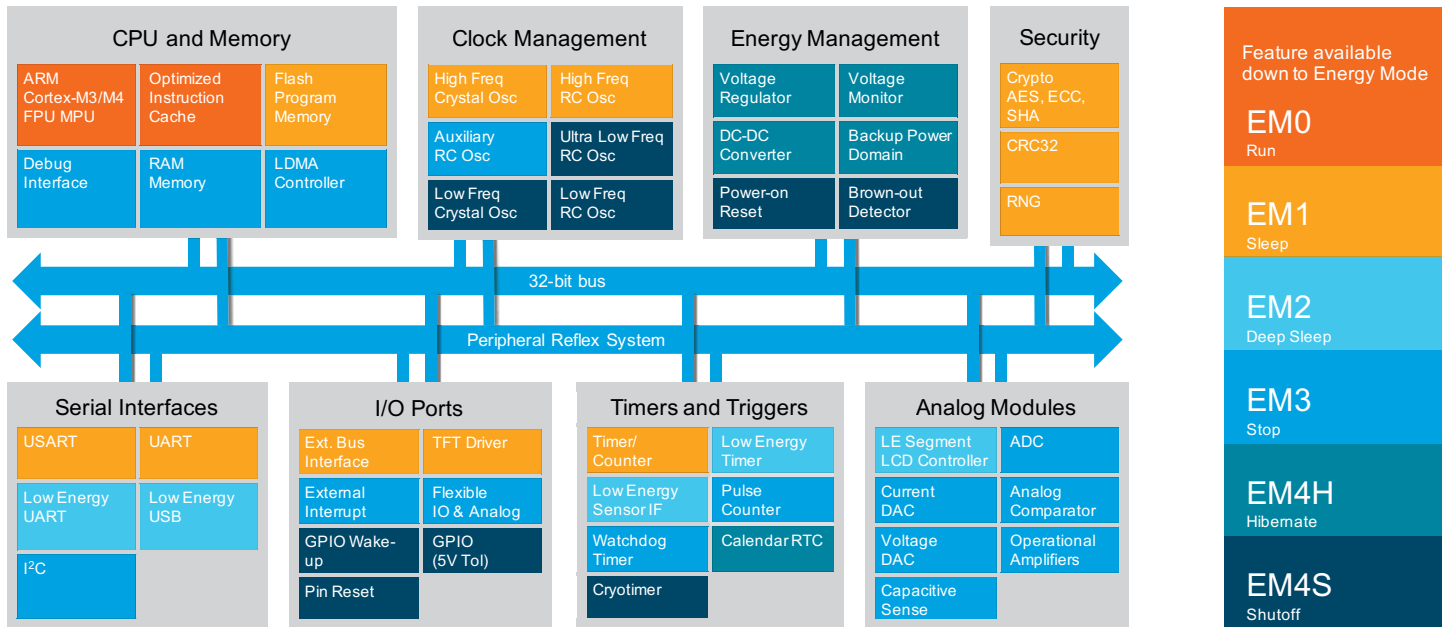 CPU and Memory
ARM
Cortex-M3/M4
FPU MPU
Optimized
Instruction
Cache
Flash
Program
Memory
Debug
Interface
RAM
Memory
LDMA
Controller
Clock Management
High Freq
Crystal Osc
High Freq
RC Osc
Auxiliary
RC Osc
Ultra Low Freq
RC Osc
Low Freq
Crystal Osc
Low Freq
RC Osc
Energy Management
Voltage
Regulator
Voltage
Monitor
DC-DC
Converter
Backup Power
Domain
Power-on
Reset
Brown-out
Detector
Security
Crypto
AES, ECC,
SHA
CRC32
RNG
32-bit bus
Peripheral Reflex System
Serial Interfaces
USART
UART
Low Energy
UART
Low Energy
USB
I²C
I/O Ports
Ext. Bus
Interface
TFT Driver
External
Interrupt
Flexible
IO & Analog
GPIO Wake-
up
GPIO
(5V Tol)
Pin Reset
Timers and Triggers
Timer/
Counter
Low Energy
Timer
Low Energy
Sensor IF
Pulse
Counter
Watchdog
Timer
Calendar RTC
Cryotimer
Analog Modules
LE Segment
LCD Controller
ADC
Current
DAC
Analog
Comparator
Voltage
DAC
Operational
Amplifiers
Capacitive
Sense
Feature available
down to Energy Mode
EM0
Run
EM1
Sleep
EM2
Deep Sleep
EM3
Stop
EM4H
Hibernate
EM4S
Shutoff